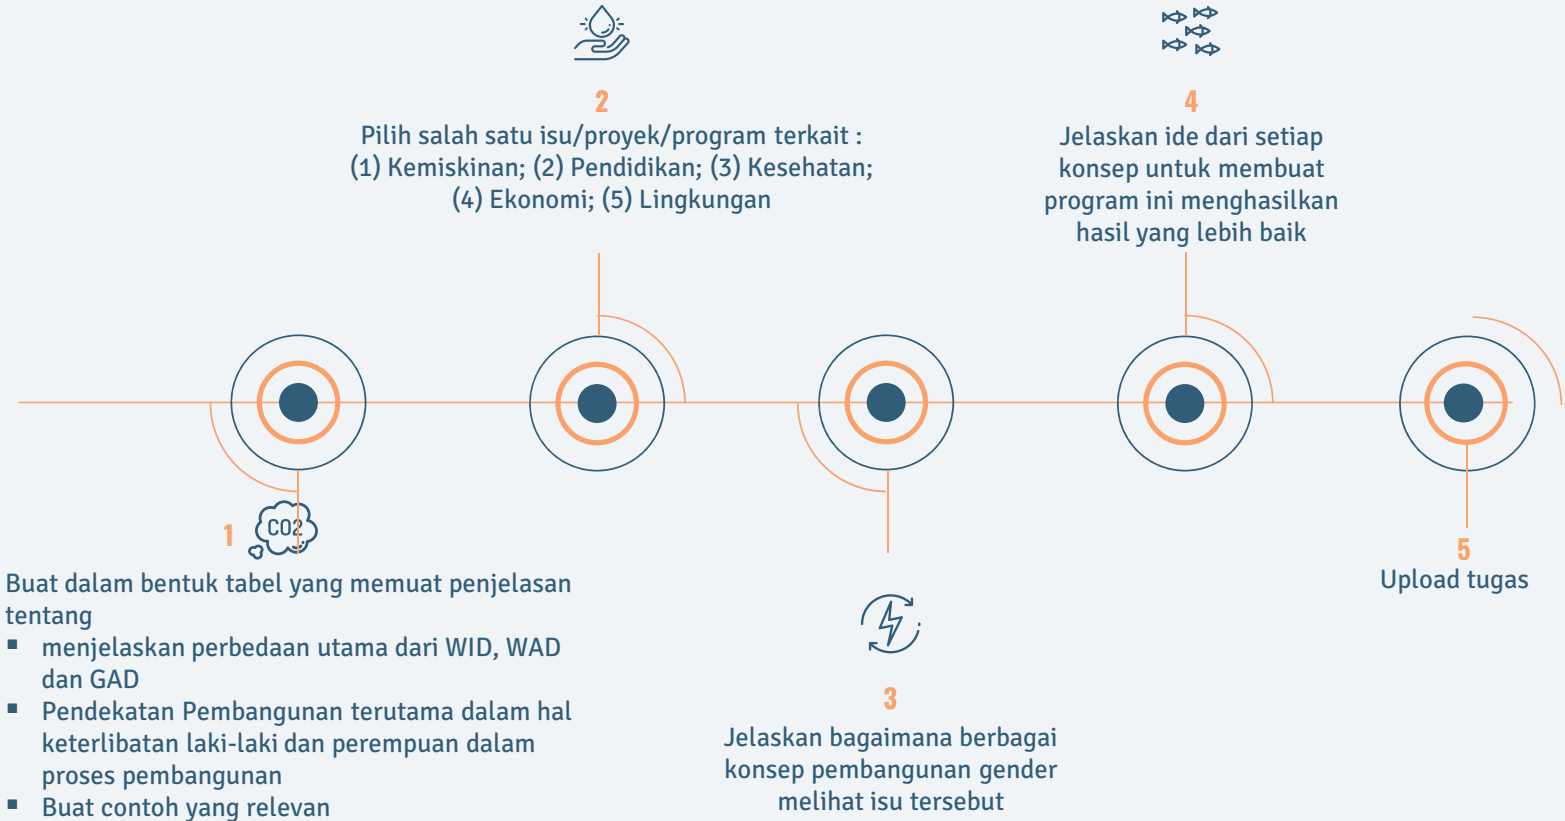 1
CO2
Buat dalam bentuk tabel yang memuat penjelasan
tentang
▪ menjelaskan perbedaan utama dari WID, WAD
dan GAD
▪ Pendekatan Pembangunan terutama dalam hal
keterlibatan laki-laki dan perempuan dalam
proses pembangunan
▪ Buat contoh yang relevan
2
Pilih salah satu isu/proyek/program terkait :
(1) Kemiskinan; (2) Pendidikan; (3) Kesehatan;
(4) Ekonomi; (5) Lingkungan
3
Jelaskan bagaimana berbagai
konsep pembangunan gender
melihat isu tersebut
4
Jelaskan ide dari setiap
konsep untuk membuat
program ini menghasilkan
hasil yang lebih baik
5
Upload tugas